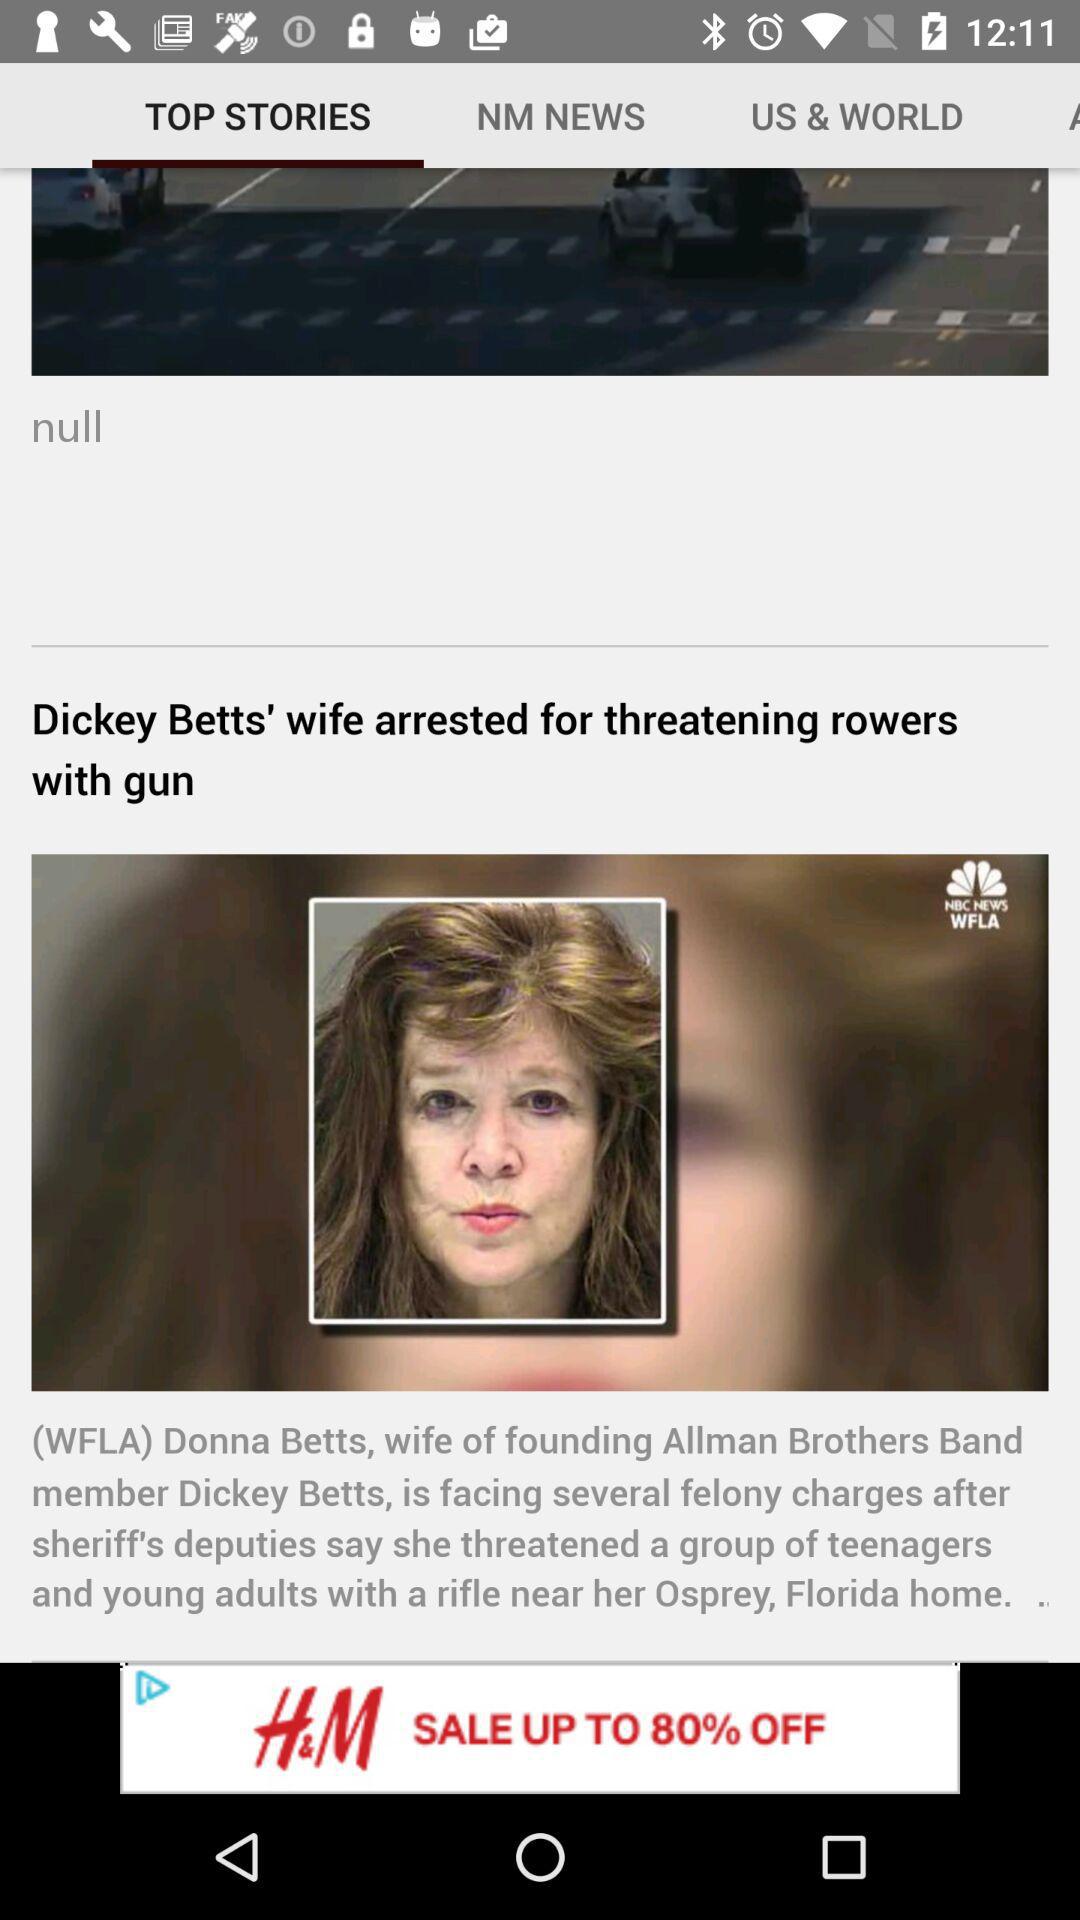 FAK
12:11
TOP STORIES
NM NEWS
US & WORLD
null
Dickey Betts' wife arrested for threatening rowers
with gun
NBC NEWS
WFLA
(WFLA) Donna Betts, wife of founding Allman Brothers Band
member Dickey Betts, is facing several felony charges after
sheriff's deputies say she threatened a group of teenagers
and young adults with a rifle near her Osprey, Florida home. ..
H&M
SALE UP TO 80% OFF